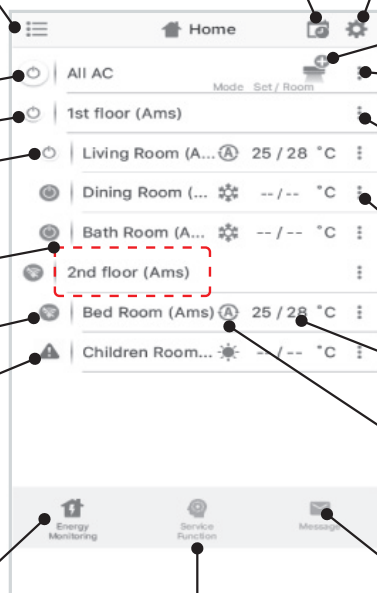 Home
All AC
Mode Set / Room
1st floor (Ams)
Living Room (A... A 25 / 28 °C
Dining Room (... -- / -- °C
Bath Room (A... -- / -- °C
2nd floor (Ams)
Bed Room (Ams) A 25 / 28 °C
Children Room... -- / -- °C
Energy
Monitoring
Service
Function
Message